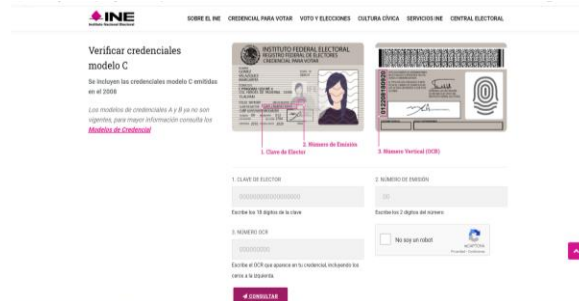 INE
Instituto Nacional Electoral
SOBRE EL INE CREDENCIAL PARA VOTAR VOTO Y ELECCIONES CULTURA CÍVICA SERVICIOS INE CENTRAL ELECTORAL
Verificar credenciales
modelo C
Se incluyen las credenciales modelo C emitidas
en el 2008
Los modelos de credenciales A y B ya no son
vigentes, para mayor información consulta los
Modelos de Credencial
INSTITUTO FEDERAL ELECTORAL
REGISTRO FEDERAL DE ELECTORES
CREDENCIAL PARA VOTAR
2. Número de Emisión
1. Clave de Elector
3. Número Vertical (OCR)
1. CLAVE DE ELECTOR
000000000000000000
Escribe los 18 dígitos de la clave
2. NÚMERO DE EMISIÓN
00
Escribe los 2 dígitos del número
3. NÚMERO OCR
000000000
Escribe el OCR que aparece en tu credencial, incluyendo los
ceros a la izquierda.
No soy un robot
reCAPTCHA
Privacidad - Condiciones
CONSULTAR